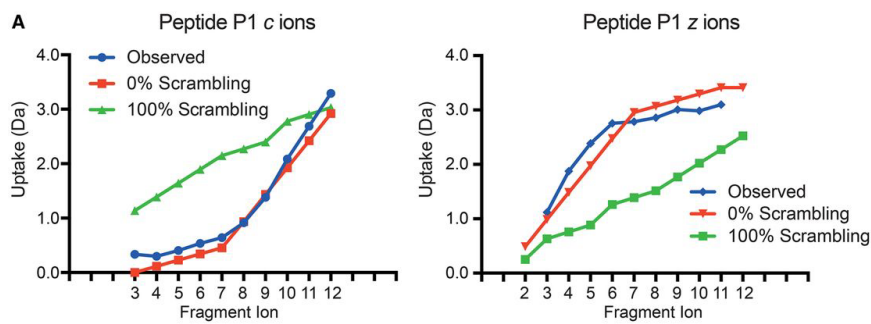 A
Peptide P1 c ions
Uptake (Da)
4.0
3.0
2.0
1.0
0.0
Observed
0% Scrambling
100% Scrambling
3 4 5 6 7 8 9 10 11 12
Fragment Ion
Peptide P1 z ions
Uptake (Da)
4.0
3.0
2.0
1.0
0.0
Observed
0% Scrambling
100% Scrambling
2 3 4 5 6 7 8 9 10 11 12
Fragment Ion